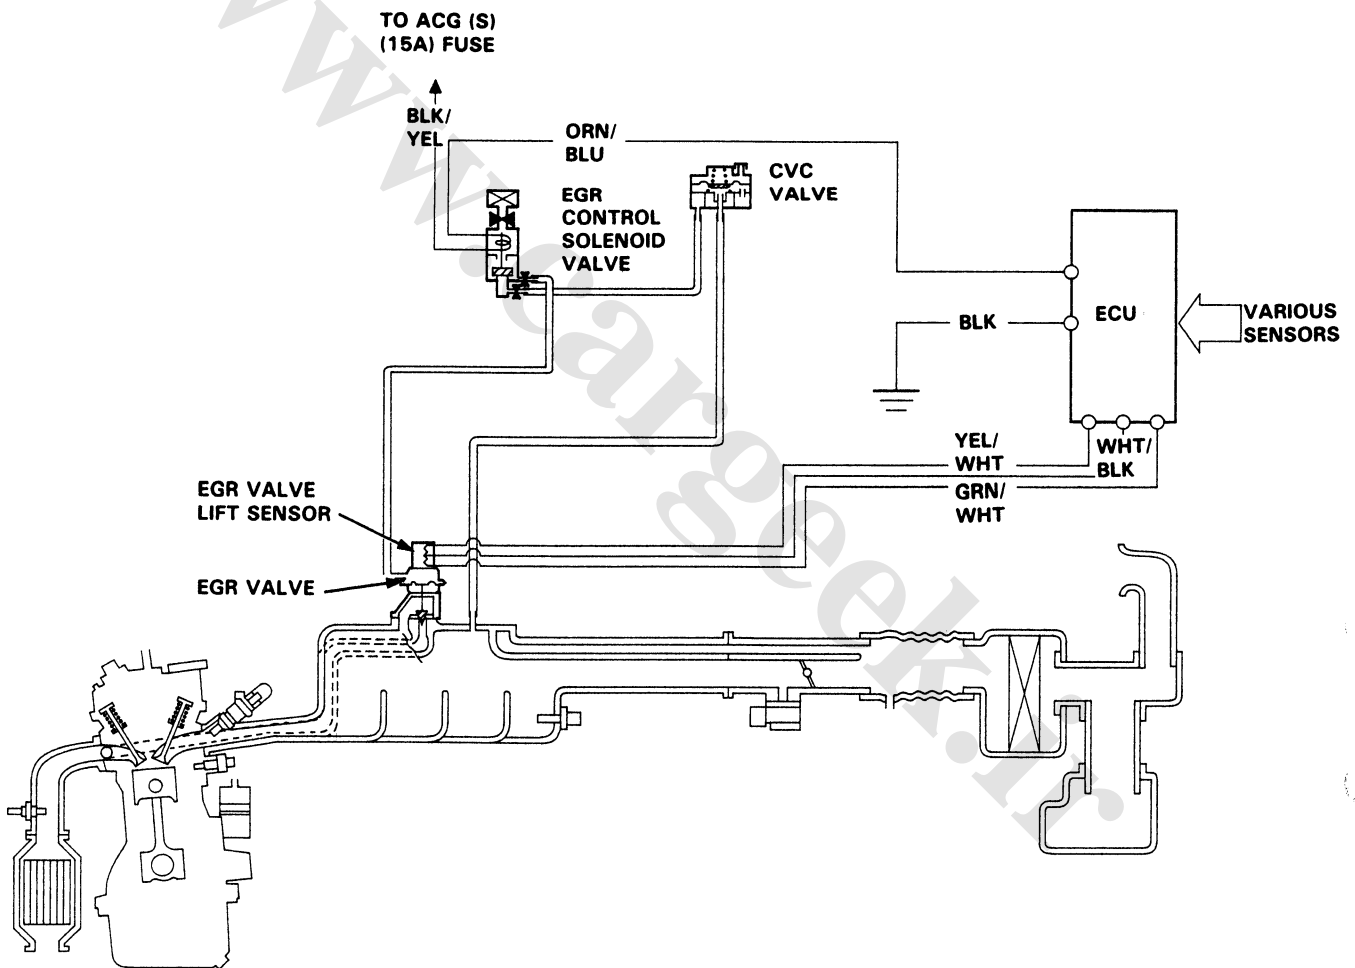 TO ACG (S)
(15A) FUSE
BLK/
YEL
ORN/
BLU
CVC
VALVE
EGR
CONTROL
SOLENOID
VALVE
ECU
VARIOUS
SENSORS
BLK
YEL/
WHT
WHT/
BLK
GRN/
WHT
EGR VALVE
LIFT SENSOR
EGR VALVE
www.cargeek.ir